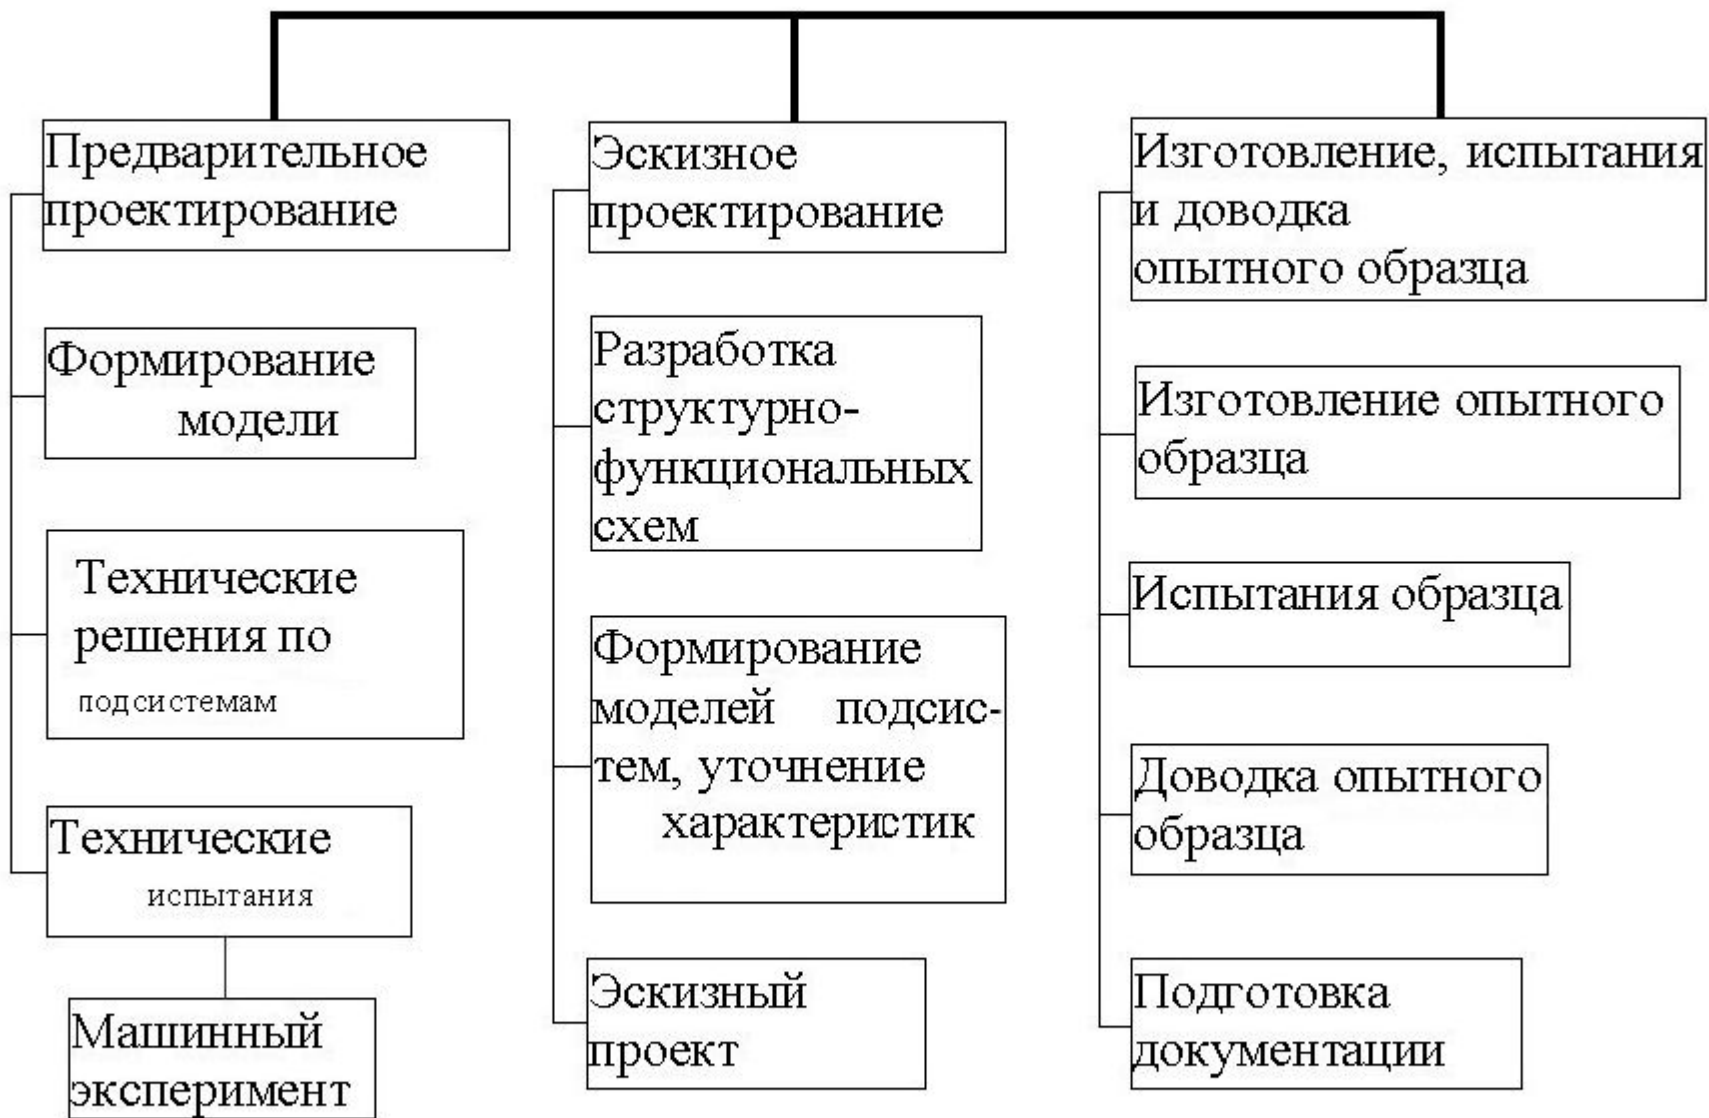 Предварительное
проектирование
Формирование
модели
Технические
решения по
подсистемам
Технические
испытания
Машинный
эксперимент
Эскизное
проектирование
Разработка
структурно-
функциональных
схем
Формирование
моделей подсис-
тем, уточнение
характеристик
Эскизный
проект
Изготовление, испытания
и доводка
опытного образца
Изготовление опытного
образца
Испытания образца
Доводка опытного
образца
Подготовка
документации